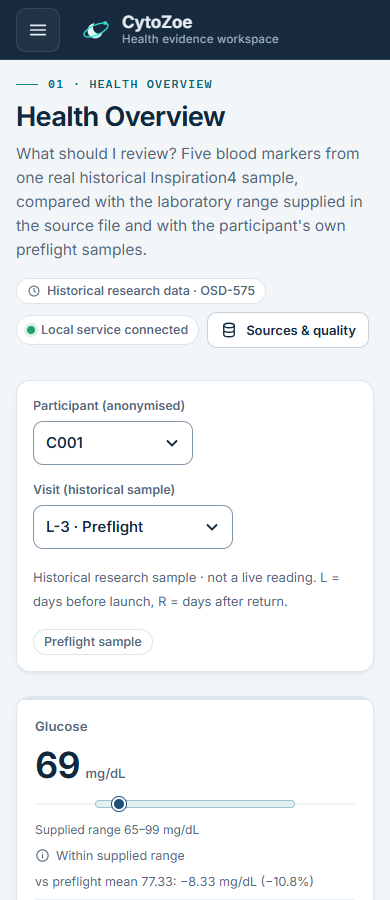 CytoZoe
Health evidence workspace
01 · HEALTH OVERVIEW
Health Overview
What should I review? Five blood markers from
one real historical Inspiration4 sample,
compared with the laboratory range supplied in
the source file and with the participant's own
preflight samples.
Historical research data · OSD-575
Local service connected
Sources & quality
Participant (anonymised)
C001
Visit (historical sample)
L-3 · Preflight
Historical research sample · not a live reading. L =
days before launch, R = days after return.
Preflight sample
Glucose
69 mg/dL
Supplied range 65–99 mg/dL
Within supplied range
vs preflight mean 77.33: −8.33 mg/dL (−10.8%)